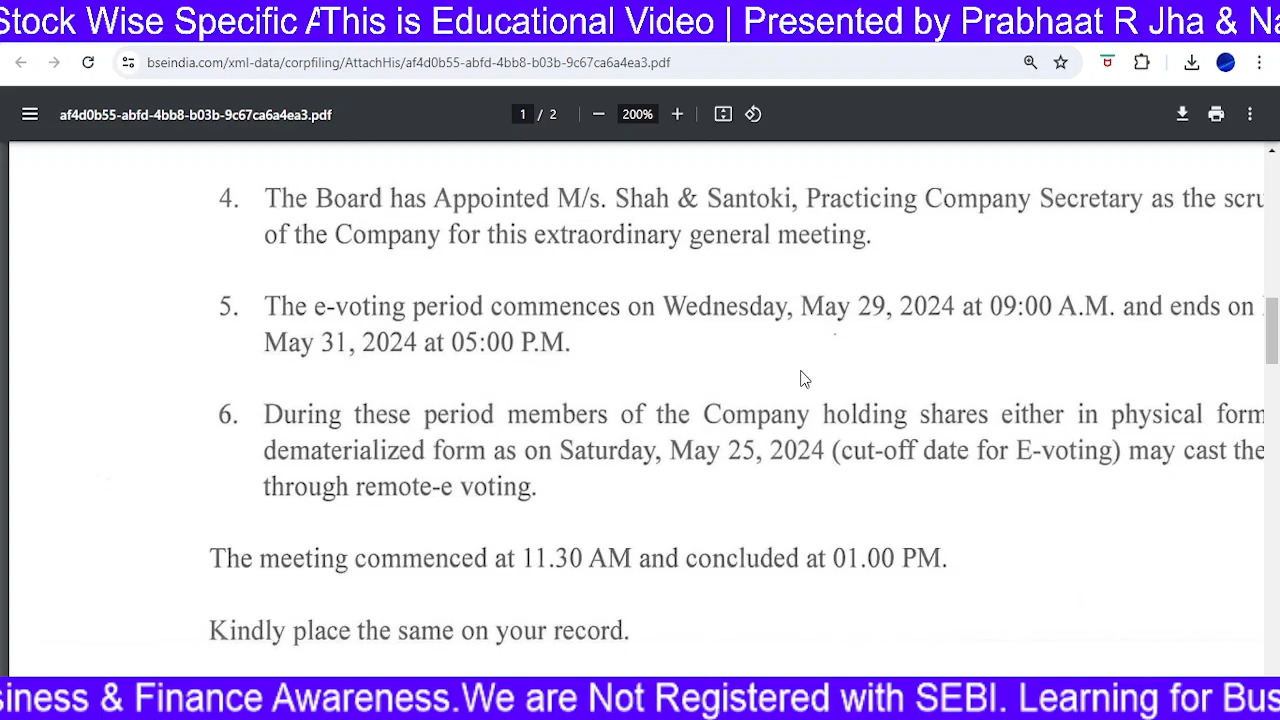 Stock Wise Specific This is Educational Video | Presented by Prabhaat R Jha &
bseindia.com/xml-data/corpfiling/AttachHis/af4d0b55-abfd-4bb8-b03b-9c67ca6a4ea3.pdf
af4d0b55-abfd-4bb8-b03b-9c67ca6a4ea3.pdf 1 / 2 200%
4. The Board has Appointed M/s. Shah & Santoki, Practicing Company Secretary as the
of the Company for this extraordinary general meeting.
5. The e-voting period commences on Wednesday, May 29, 2024 at 09:00 A.M. and ends on
May 31, 2024 at 05:00 P.M.
6. During these period members of the Company holding shares either in physical form
dematerialized form as on Saturday, May 25, 2024 (cut-off date for E-voting) may cast
through remote-e voting.
The meeting commenced at 11.30 AM and concluded at 01.00 PM.
Kindly place the same on your record.
siness & Finance Awareness.We are Not Registered with SEBI. Learning for Bus